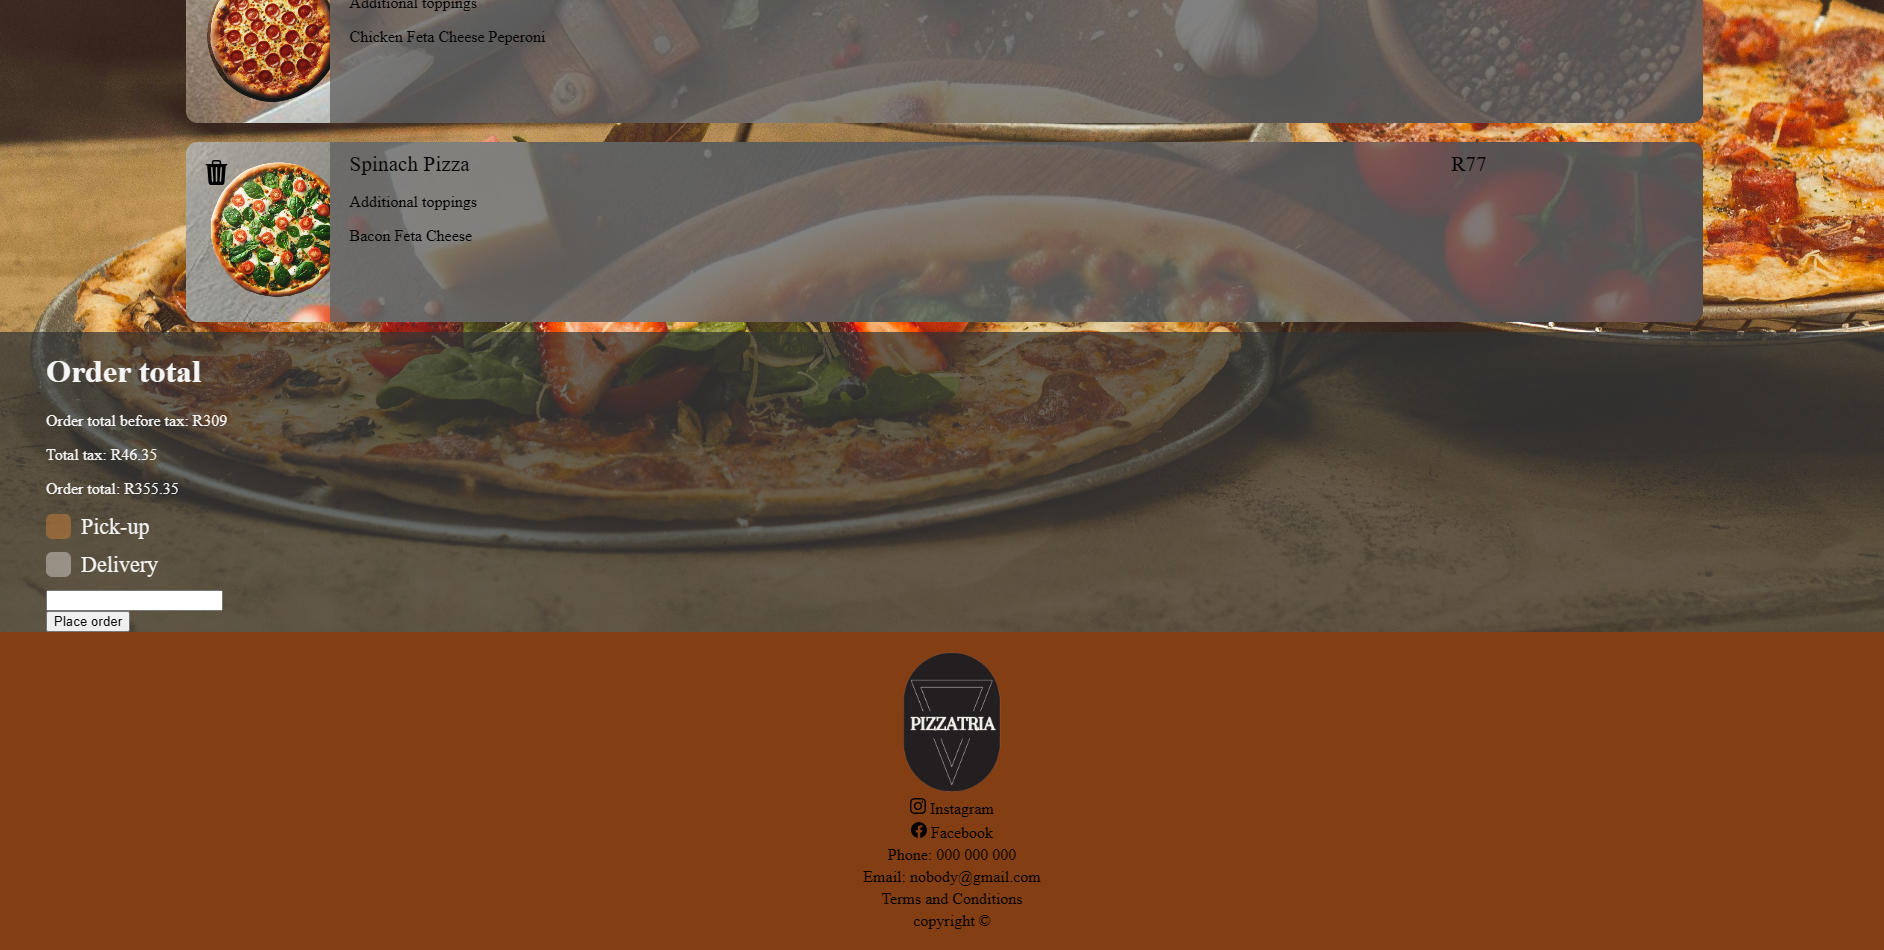 Additional toppings
Chicken Feta Cheese Peperoni
Spinach Pizza
R77
Additional toppings
Bacon Feta Cheese
Order total
Order total before tax: R309
Total tax: R46.35
Order total: R355.35
Pick-up
Delivery
Place order
PIZZATRIA
Instagram
Facebook
Phone: 000 000 000
Email: nobody@gmail.com
Terms and Conditions
copyright ©